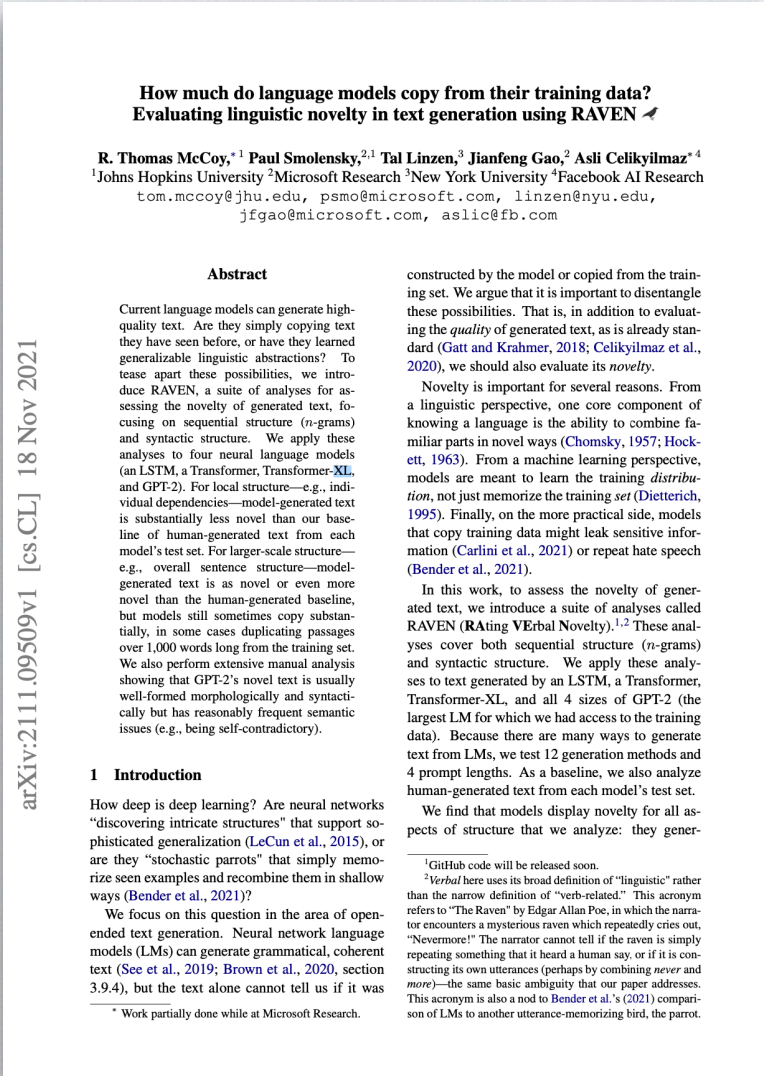 How much do language models copy from their training data?
Evaluating linguistic novelty in text generation using RAVEN
R. Thomas McCoy,* 1 Paul Smolensky,2,1 Tal Linzen,3 Jianfeng Gao,2 Asli Celikyilmaz* 4
1Johns Hopkins University 2Microsoft Research 3New York University 4Facebook AI Research
tom.mccoy@jhu.edu, psmo@microsoft.com, linzen@nyu.edu,
jfgao@microsoft.com, aslic@fb.com
arXiv:2111.09509v1 [cs.CL] 18 Nov 2021
Abstract
Current language models can generate high-
quality text. Are they simply copying text
they have seen before, or have they learned
generalizable linguistic abstractions? To
tease apart these possibilities, we intro-
duce RAVEN, a suite of analyses for as-
sessing the novelty of generated text, fo-
cusing on sequential structure (n-grams)
and syntactic structure. We apply these
analyses to four neural language models
(an LSTM, a Transformer, Transformer-XL,
and GPT-2). For local structure—e.g., indi-
vidual dependencies—model-generated text
is substantially less novel than our base-
line of human-generated text from each
model's test set. For larger-scale structure—
e.g., overall sentence structure—model-
generated text is as novel or even more
novel than the human-generated baseline,
but models still sometimes copy substan-
tially, in some cases duplicating passages
over 1,000 words long from the training set.
We also perform extensive manual analysis
showing that GPT-2's novel text is usually
well-formed morphologically and syntacti-
cally but has reasonably frequent semantic
issues (e.g., being self-contradictory).
1 Introduction
How deep is deep learning? Are neural networks
“discovering intricate structures" that support so-
phisticated generalization (LeCun et al., 2015), or
are they “stochastic parrots" that simply memo-
rize seen examples and recombine them in shallow
ways (Bender et al., 2021)?
We focus on this question in the area of open-
ended text generation. Neural network language
models (LMs) can generate grammatical, coherent
text (See et al., 2019; Brown et al., 2020, section
3.9.4), but the text alone cannot tell us if it was
* Work partially done while at Microsoft Research.
constructed by the model or copied from the train-
ing set. We argue that it is important to disentangle
these possibilities. That is, in addition to evaluat-
ing the quality of generated text, as is already stan-
dard (Gatt and Krahmer, 2018; Celikyilmaz et al.,
2020), we should also evaluate its novelty.
Novelty is important for several reasons. From
a linguistic perspective, one core component of
knowing a language is the ability to combine fa-
miliar parts in novel ways (Chomsky, 1957; Hock-
ett, 1963). From a machine learning perspective,
models are meant to learn the training distribu-
tion, not just memorize the training set (Dietterich,
1995). Finally, on the more practical side, models
that copy training data might leak sensitive infor-
mation (Carlini et al., 2021) or repeat hate speech
(Bender et al., 2021).
In this work, to assess the novelty of gener-
ated text, we introduce a suite of analyses called
RAVEN (RAting VErbal Novelty).1,2 These anal-
yses cover both sequential structure (n-grams)
and syntactic structure. We apply these analy-
ses to text generated by an LSTM, a Transformer,
Transformer-XL, and all 4 sizes of GPT-2 (the
largest LM for which we had access to the training
data). Because there are many ways to generate
text from LMs, we test 12 generation methods and
4 prompt lengths. As a baseline, we also analyze
human-generated text from each model's test set.
We find that models display novelty for all as-
pects of structure that we analyze: they gener-
1GitHub code will be released soon.
2Verbal here uses its broad definition of “linguistic" rather
than the narrow definition of “verb-related.” This acronym
refers to “The Raven" by Edgar Allan Poe, in which the narra-
tor encounters a mysterious raven which repeatedly cries out,
“Nevermore!" The narrator cannot tell if the raven is simply
repeating something that it heard a human say, or if it is con-
structing its own utterances (perhaps by combining never and
more)—the same basic ambiguity that our paper addresses.
This acronym is also a nod to Bender et al.'s (2021) compari-
son of LMs to another utterance-memorizing bird, the parrot.